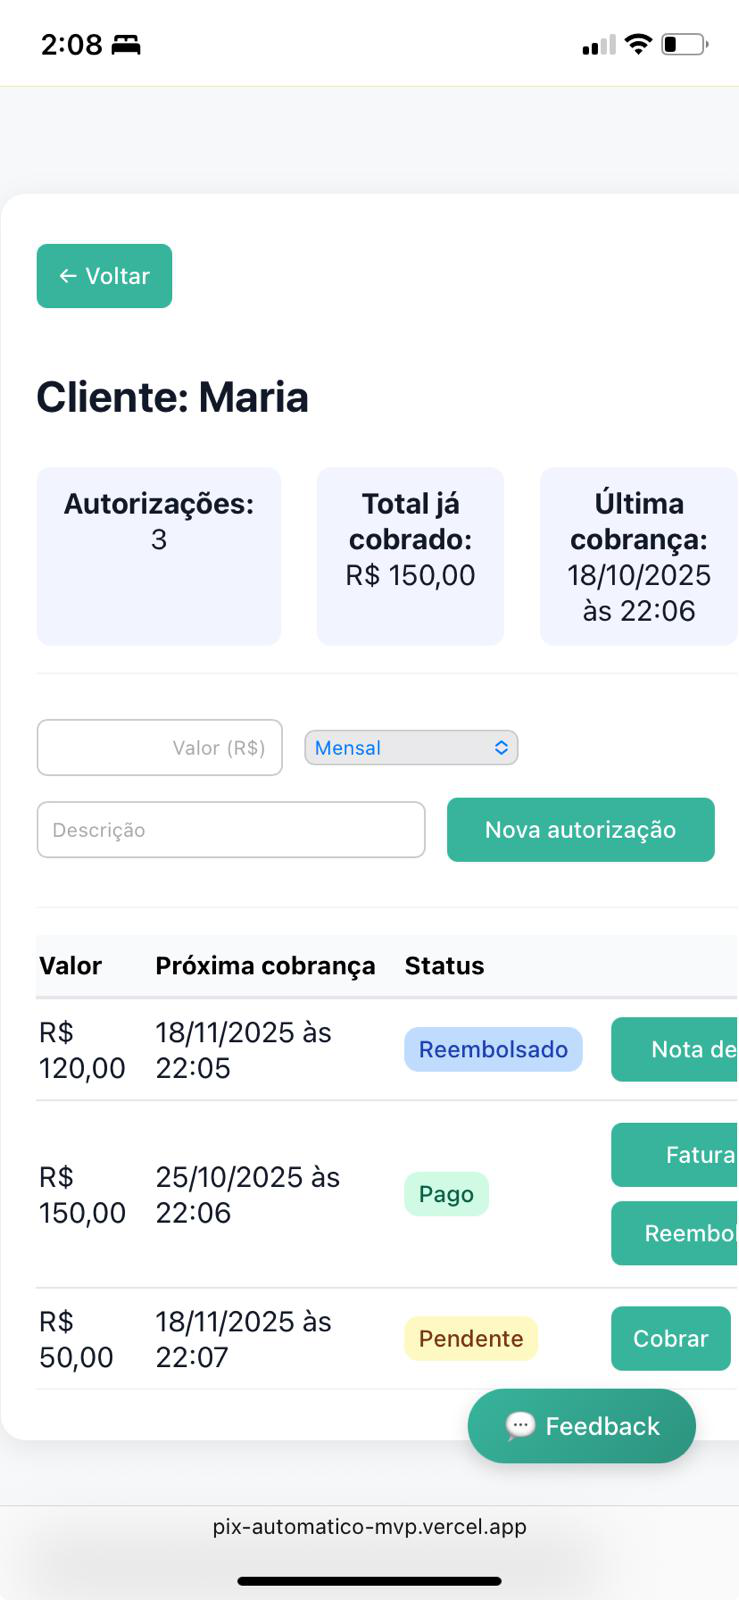 2:08
← Voltar
Cliente: Maria
Autorizações:
3
Total já
cobrado:
R$ 150,00
Última
cobrança:
18/10/2025
às 22:06
Valor (R$)
Mensal
Descrição
Nova autorização
Valor Próxima cobrança Status
R$
120,00
18/11/2025 às
22:05
Reembolsado
Nota de
R$
150,00
25/10/2025 às
22:06
Pago
Fatura
Reembol
R$
50,00
18/11/2025 às
22:07
Pendente
Cobrar
💬 Feedback
pix-automatico-mvp.vercel.app